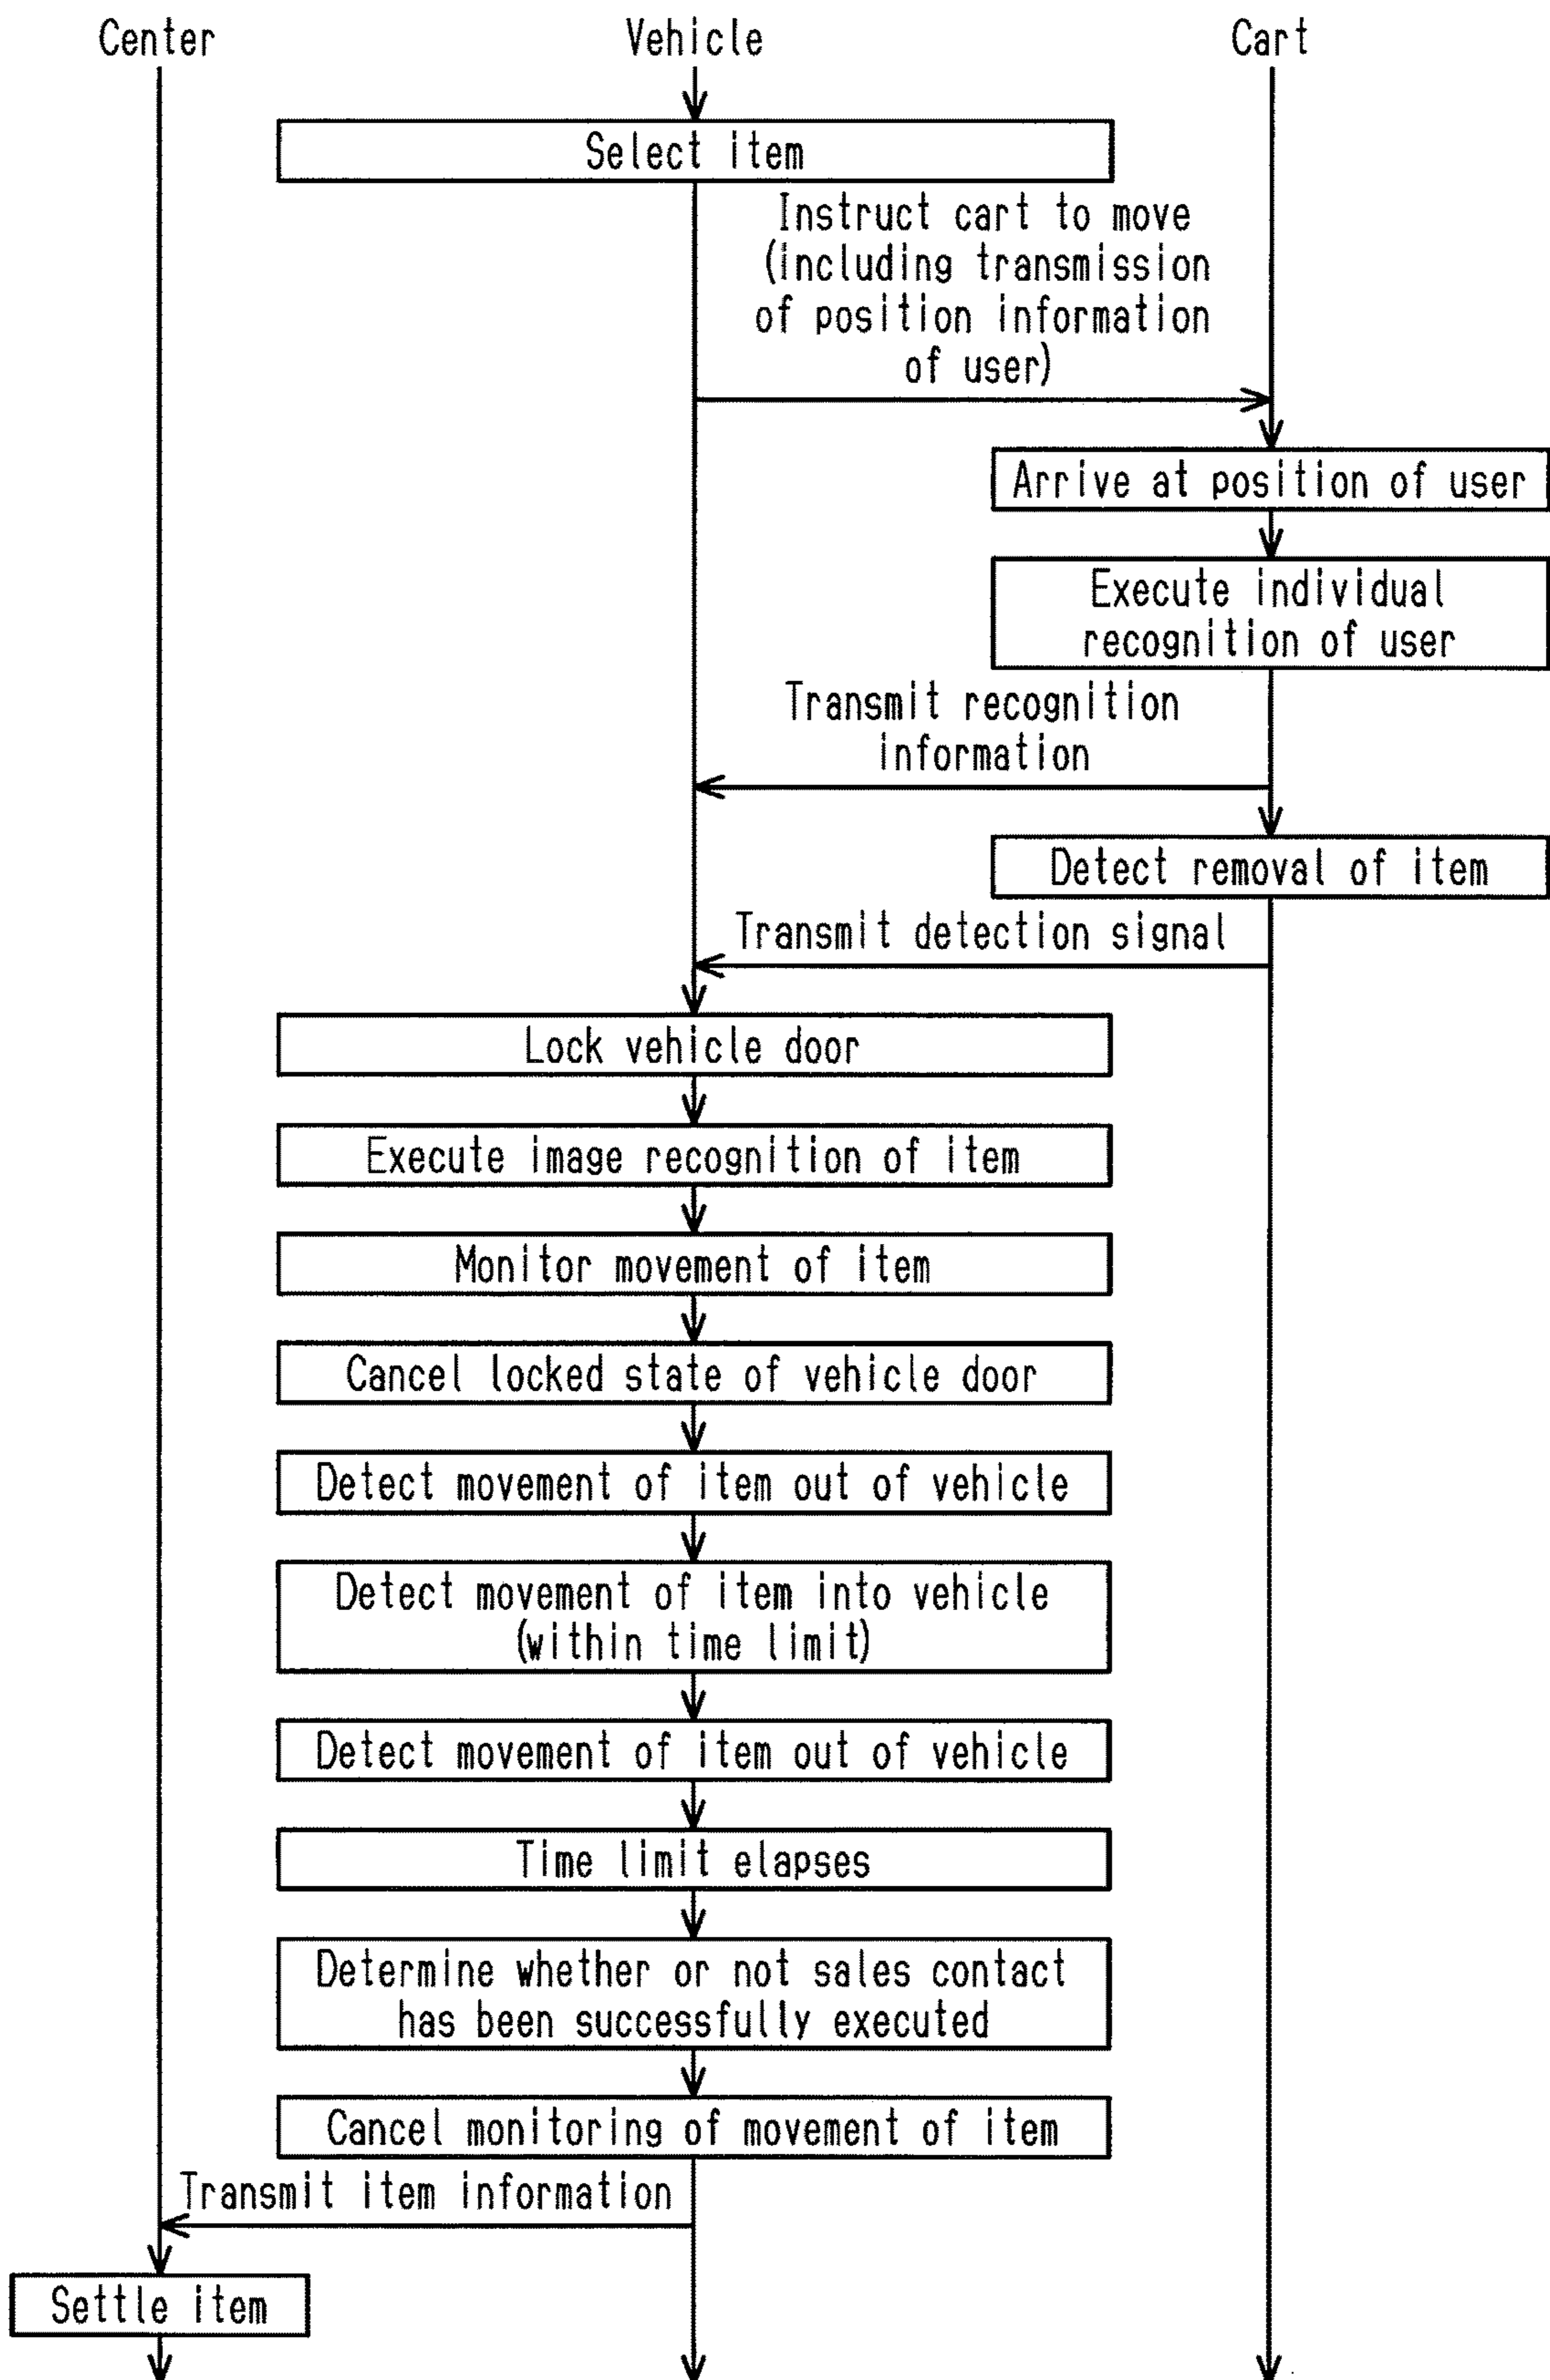 Center
Vehicle
Cart
Select item
Instruct cart to move
(including transmission
of position information
of user)
Arrive at position of user
Execute individual
recognition of user
Transmit recognition
information
Detect removal of item
Transmit detection signal
Lock vehicle door
Execute image recognition of item
Monitor movement of item
Cancel locked state of vehicle door
Detect movement of item out of vehicle
Detect movement of item into vehicle
(within time limit)
Detect movement of item out of vehicle
Time limit elapses
Determine whether or not sales contact
has been successfully executed
Cancel monitoring of movement of item
Transmit item information
Settle item